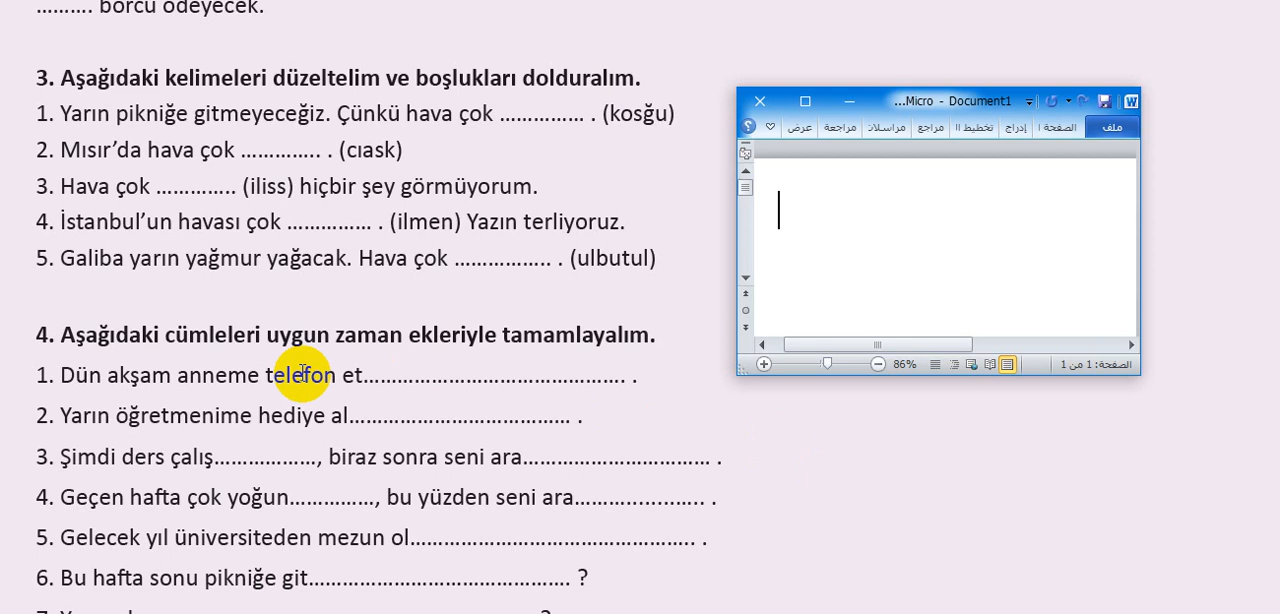 ………. borcu ödeyecek.
3. Aşağıdaki kelimeleri düzeltelim ve boşlukları dolduralım.
1. Yarın pikniğe gitmeyeceğiz. Çünkü hava çok …………… . (kosğu)
2. Mısır’da hava çok ………….. . (cıask)
3. Hava çok ………….. (iliss) hiçbir şey görmüyorum.
4. İstanbul’un havası çok …………… . (ilmen) Yazın terliyoruz.
5. Galiba yarın yağmur yağacak. Hava çok …………….. . (ulbutul)
4. Aşağıdaki cümleleri uygun zaman ekleriyle tamamlayalım.
1. Dün akşam anneme telefon et………………………………………. .
2. Yarın öğretmenime hediye al………………………………… .
3. Şimdi ders çalış………………, biraz sonra seni ara…………………………… .
4. Geçen hafta çok yoğun……………, bu yüzden seni ara………............. .
5. Gelecek yıl üniversiteden mezun ol………………………………………….. .
6. Bu hafta sonu pikniğe git………………………………………. ?
...Micro - Document1
ملف الصفحة ا إدراج تخطيط اا مراجع مراسلات مراجعة عرض
86%
الصفحة: 1 من 1